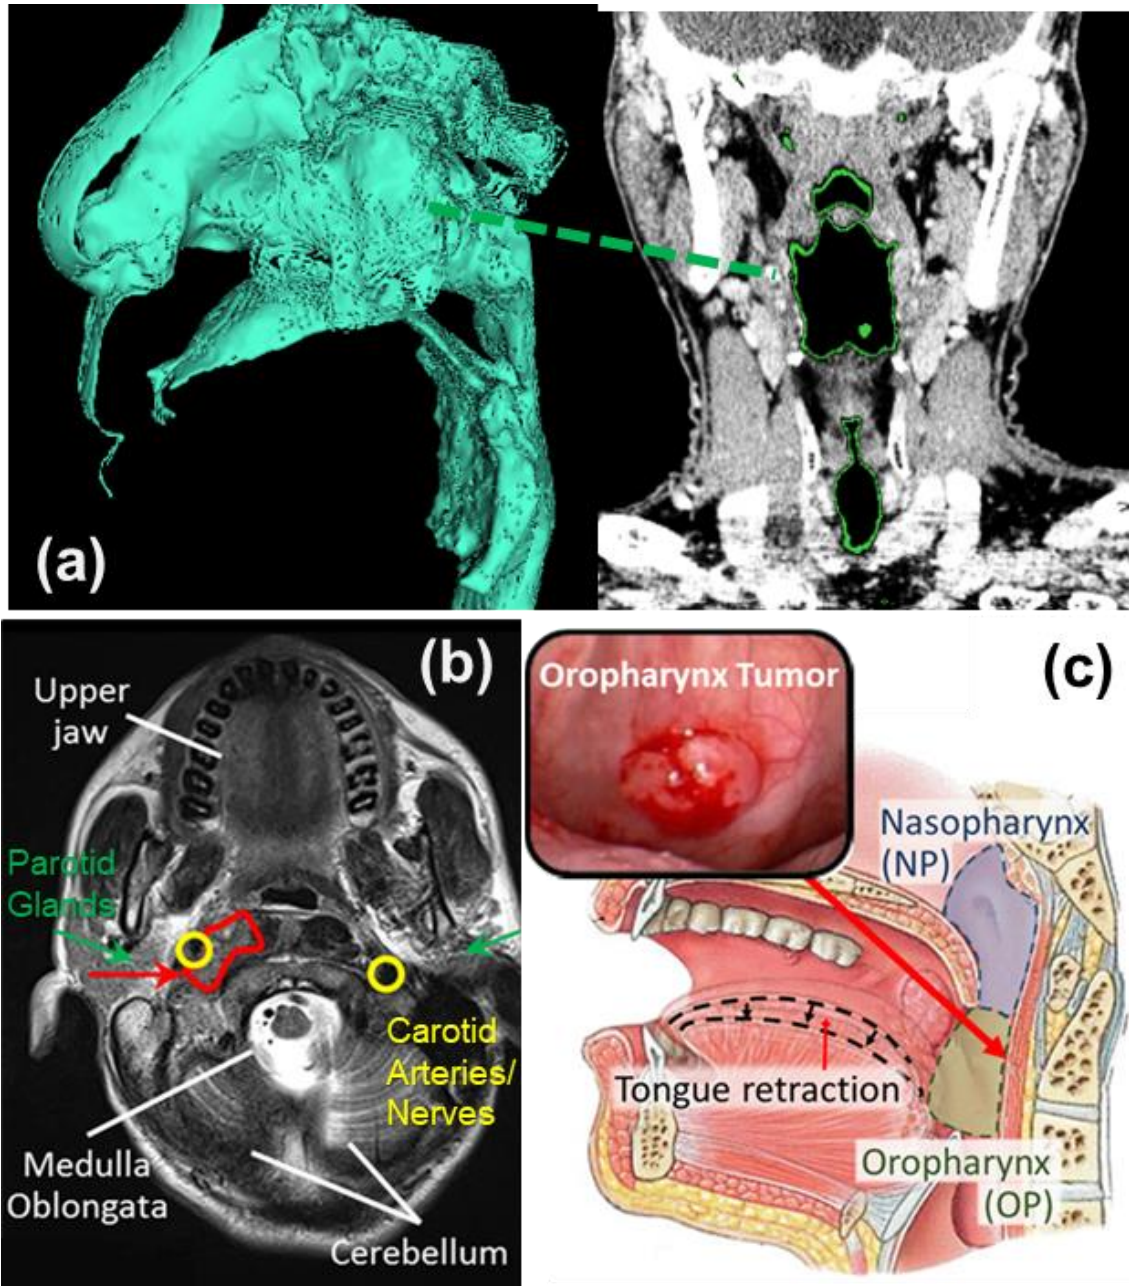 (a)
(b)
Upper
jaw
Parotid
Glands
Carotid
Arteries/
Nerves
Medulla
Oblongata
Cerebellum
(c)
Oropharynx Tumor
Nasopharynx
(NP)
Tongue retraction
Oropharynx
(OP)